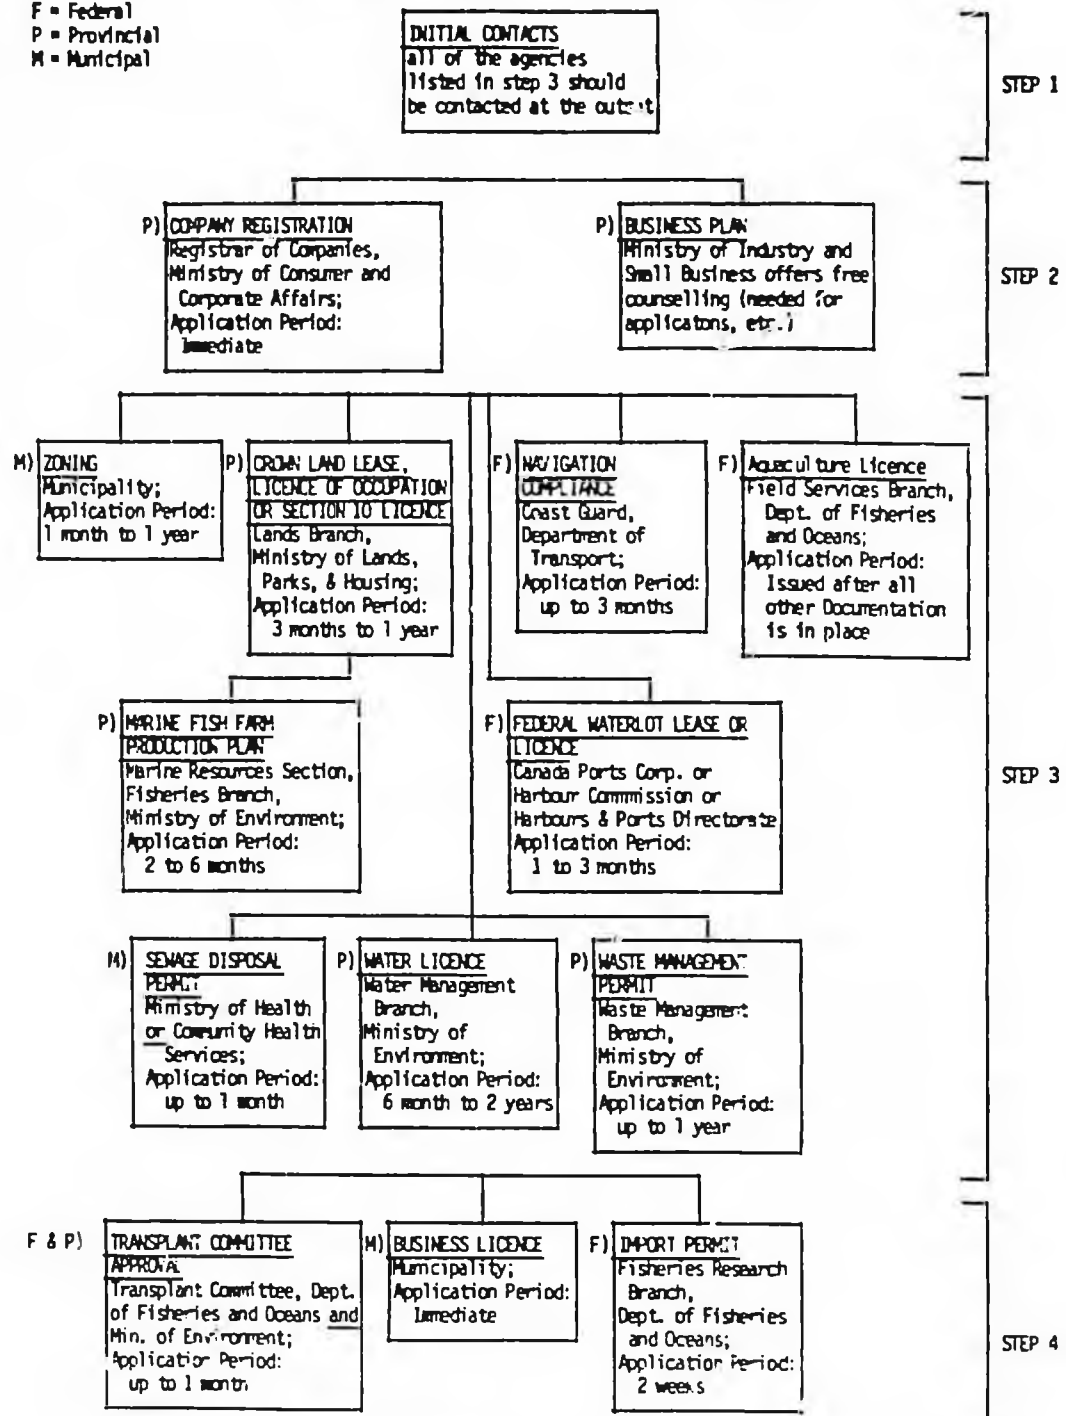 F = Federal
P = Provincial
M = Municipal
INITIAL CONTACTS
all of the agencies
listed in step 3 should
be contacted at the outset
STEP 1
P) COMPANY REGISTRATION
Registrar of Companies,
Ministry of Consumer and
Corporate Affairs;
Application Period:
Immediate
P) BUSINESS PLAN
Ministry of Industry and
Small Business offers free
counselling (needed for
applicatons, etc.)
STEP 2
M) ZONING
Municipality;
Application Period:
1 month to 1 year
P) CROWN LAND LEASE,
LICENCE OF OCCUPATION
OR SECTION 10 LICENCE
Lands Branch,
Ministry of Lands,
Parks, & Housing;
Application Period:
3 months to 1 year
F) NAVIGATION
COMPLIANCE
Coast Guard,
Department of
Transport;
Application Period:
up to 3 months
F) Aquaculture Licence
Field Services Branch,
Dept. of Fisheries
and Oceans;
Application Period:
Issued after all
other Documentation
is in place
P) MARINE FISH FARM
PRODUCTION PLAN
Marine Resources Section,
Fisheries Branch,
Ministry of Environment;
Application Period:
2 to 6 months
F) FEDERAL WATERLOT LEASE OR
LICENCE
Canada Ports Corp. or
Harbour Commmission or
Harbours & Ports Directorate
Application Period:
1 to 3 months
STEP 3
M) SEWAGE DISPOSAL
PERMIT
Ministry of Health
or Community Health
Services;
Application Period:
up to 1 month
P) WATER LICENCE
Water Management
Branch,
Ministry of
Environment;
Application Period:
6 month to 2 years
P) WASTE MANAGEMENT
PERMIT
Waste Management
Branch,
Ministry of
Environment;
Application Period:
up to 1 year
F & P) TRANSPLANT COMMITTEE
APPROVAL
Transplant Committee, Dept.
of Fisheries and Oceans and
Min. of Environment;
Application Period:
up to 1 month
M) BUSINESS LICENCE
Municipality;
Application Period:
Immediate
F) IMPORT PERMIT
Fisheries Research
Branch,
Dept. of Fisheries
and Oceans;
Application Period:
2 weeks
STEP 4